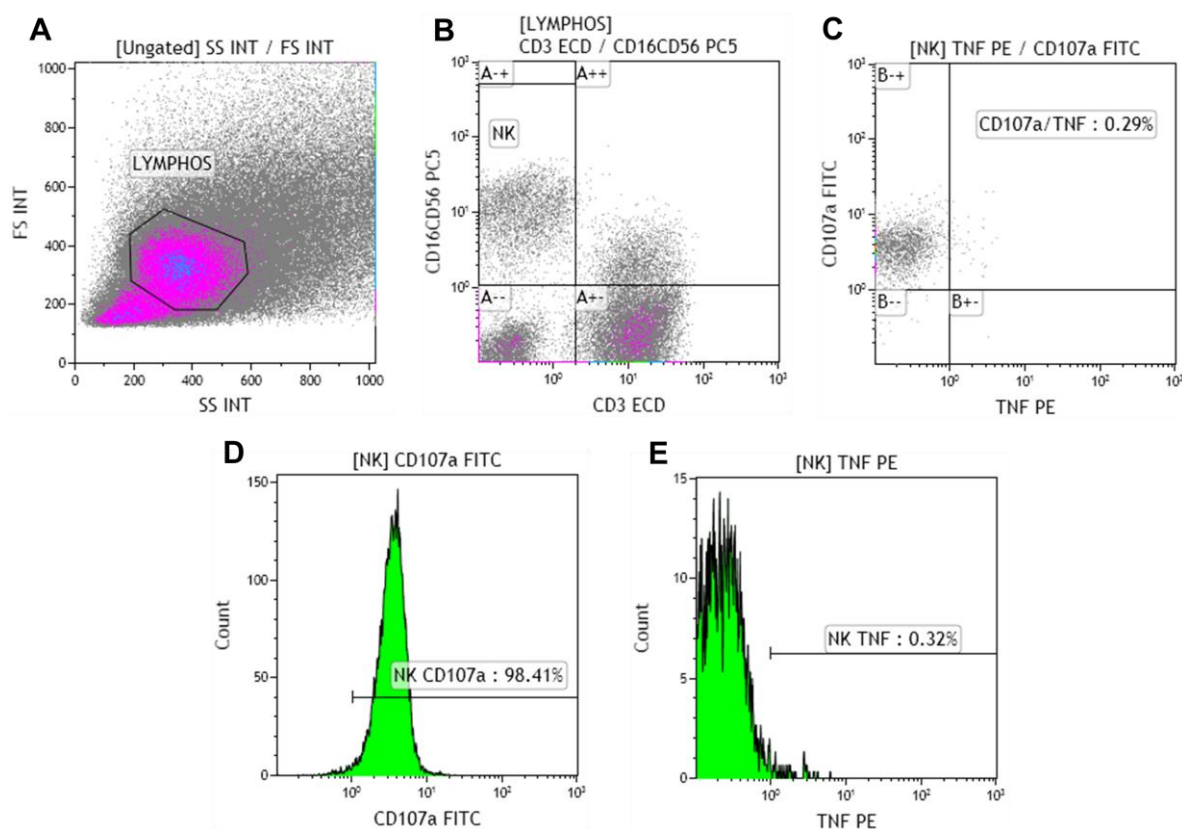 A
[Ungated] SS INT / FS INT
1000
800
600
400
200
0
FS INT
LYMPHOS
0 200 400 600 800 1000
SS INT
B
[LYMPHOS]
CD3 ECD / CD16CD56 PC5
A-+
A++
NK
A--
A+-
10³
10²
10¹
10⁰
CD16CD56 PC5
10⁰ 10¹ 10² 10³
CD3 ECD
C
[NK] TNF PE / CD107a FITC
B-+
CD107a/TNF : 0.29%
B--
B+-
10³
10²
10¹
10⁰
CD107a FITC
10⁰ 10¹ 10² 10³
TNF PE
D
[NK] CD107a FITC
150
100
50
0
Count
NK CD107a : 98.41%
10⁰ 10¹ 10² 10³
CD107a FITC
E
[NK] TNF PE
15
10
5
0
Count
NK TNF : 0.32%
10⁰ 10¹ 10² 10³
TNF PE